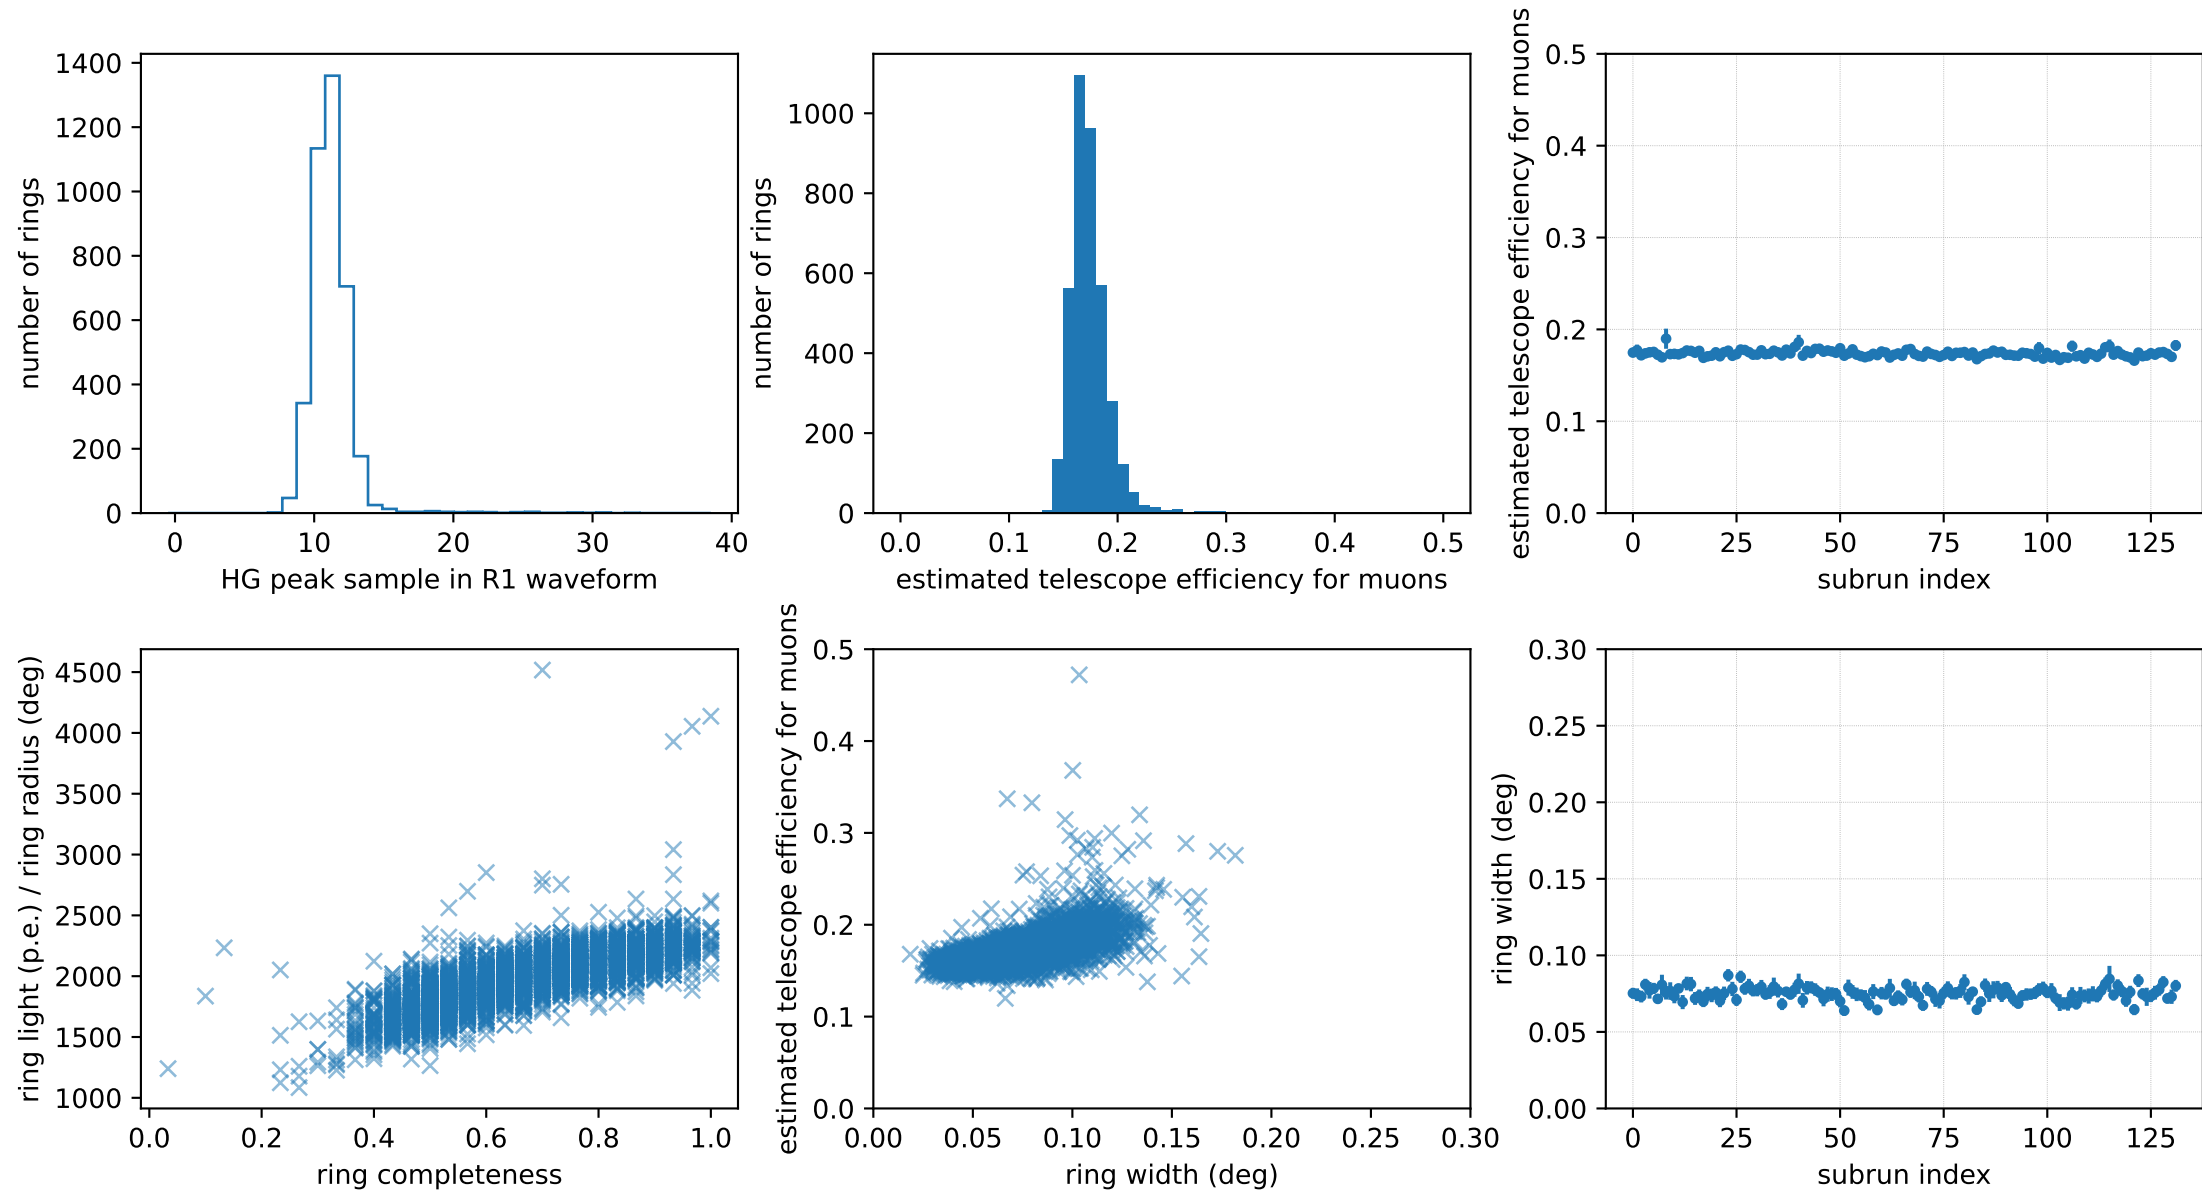 1400
1200
1000
800
600
400
200
0
number of rings
0 10 20 30 40
HG peak sample in R1 waveform
1000
800
600
400
200
0
number of rings
0.0 0.1 0.2 0.3 0.4 0.5
estimated telescope efficiency for muons
0.5
0.4
0.3
0.2
0.1
0.0
estimated telescope efficiency for muons
0 25 50 75 100 125
subrun index
4500
4000
3500
3000
2500
2000
1500
1000
ring light (p.e.) / ring radius (deg)
0.0 0.2 0.4 0.6 0.8 1.0
ring completeness
0.5
0.4
0.3
0.2
0.1
0.0
estimated telescope efficiency for muons
0.00 0.05 0.10 0.15 0.20 0.25 0.30
ring width (deg)
0.30
0.25
0.20
0.15
0.10
0.05
0.00
ring width (deg)
0 25 50 75 100 125
subrun index